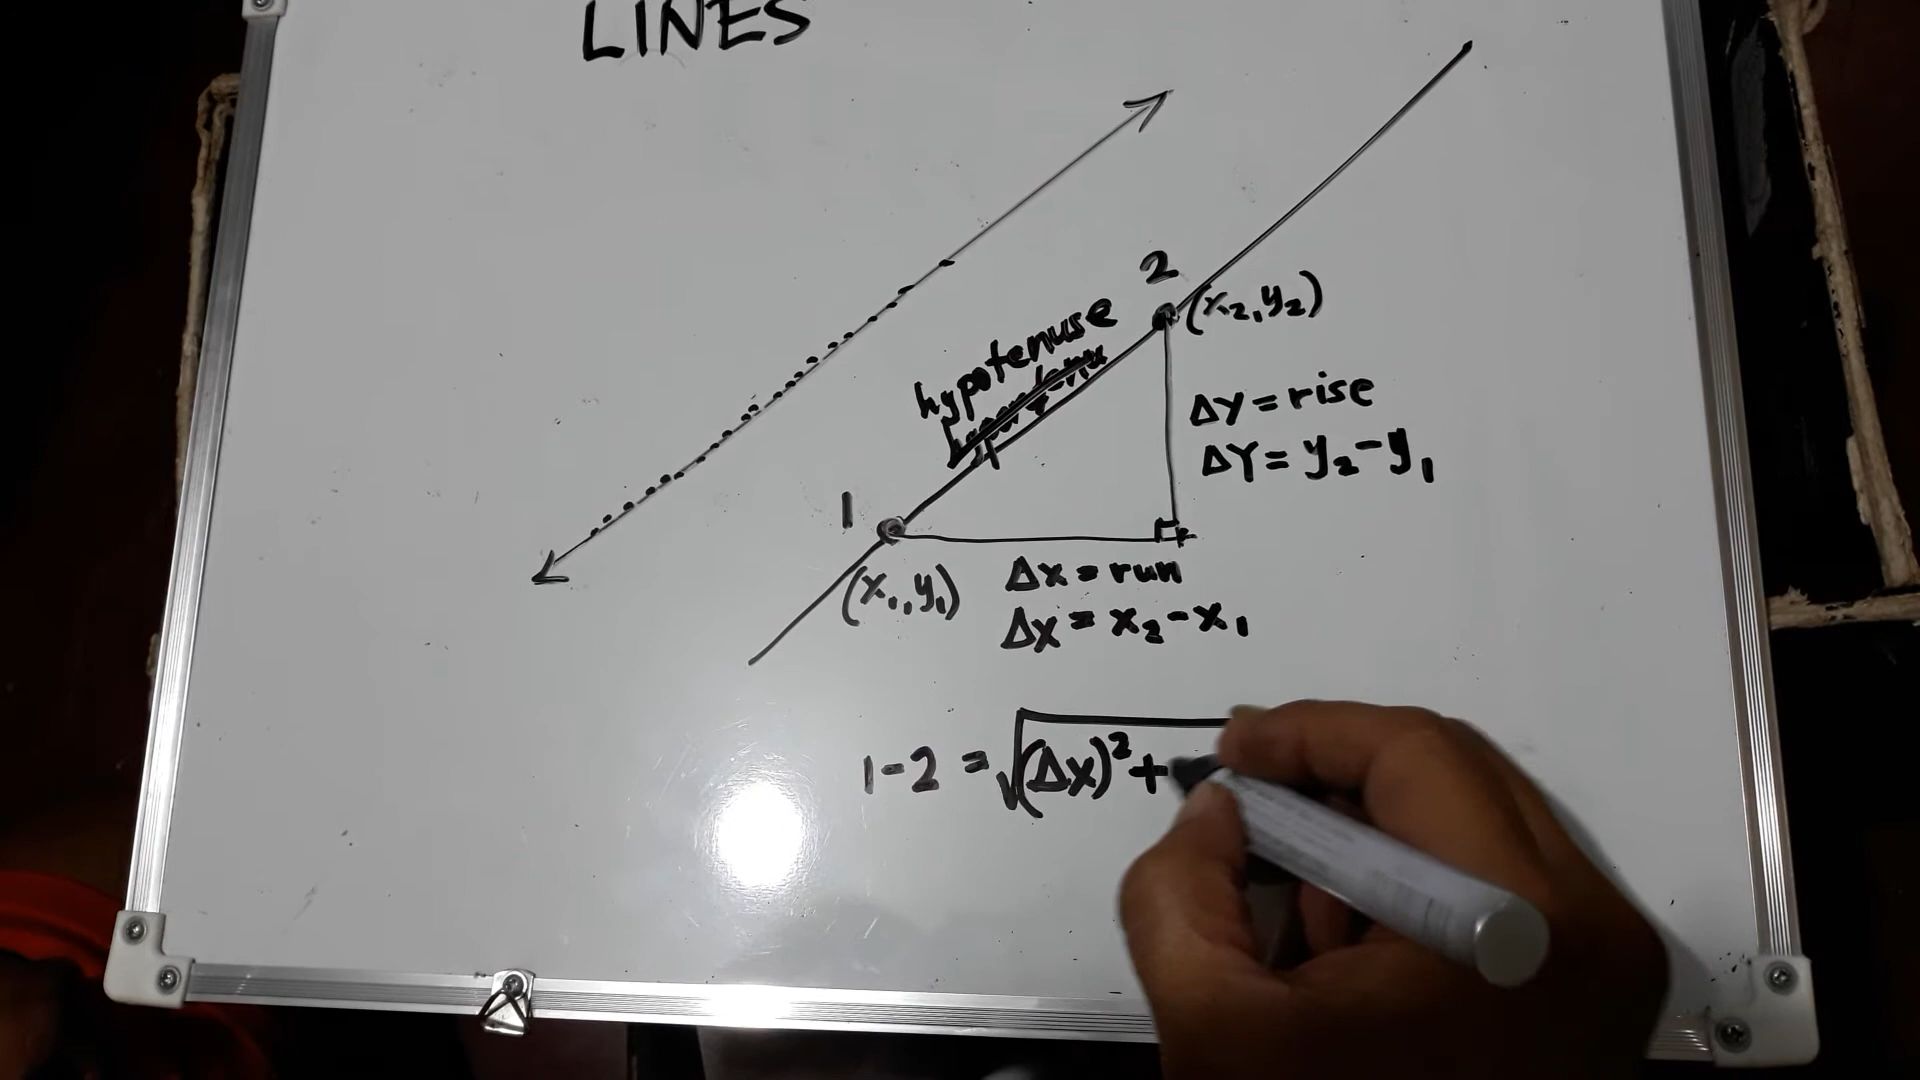 LINES
2
(x₂,y₂)
hypotenuse
ΔY=rise
ΔY=y₂-y₁
1
(x₁,y₁)
Δx=run
Δx=x₂-x₁
1-2=√(Δx)²+